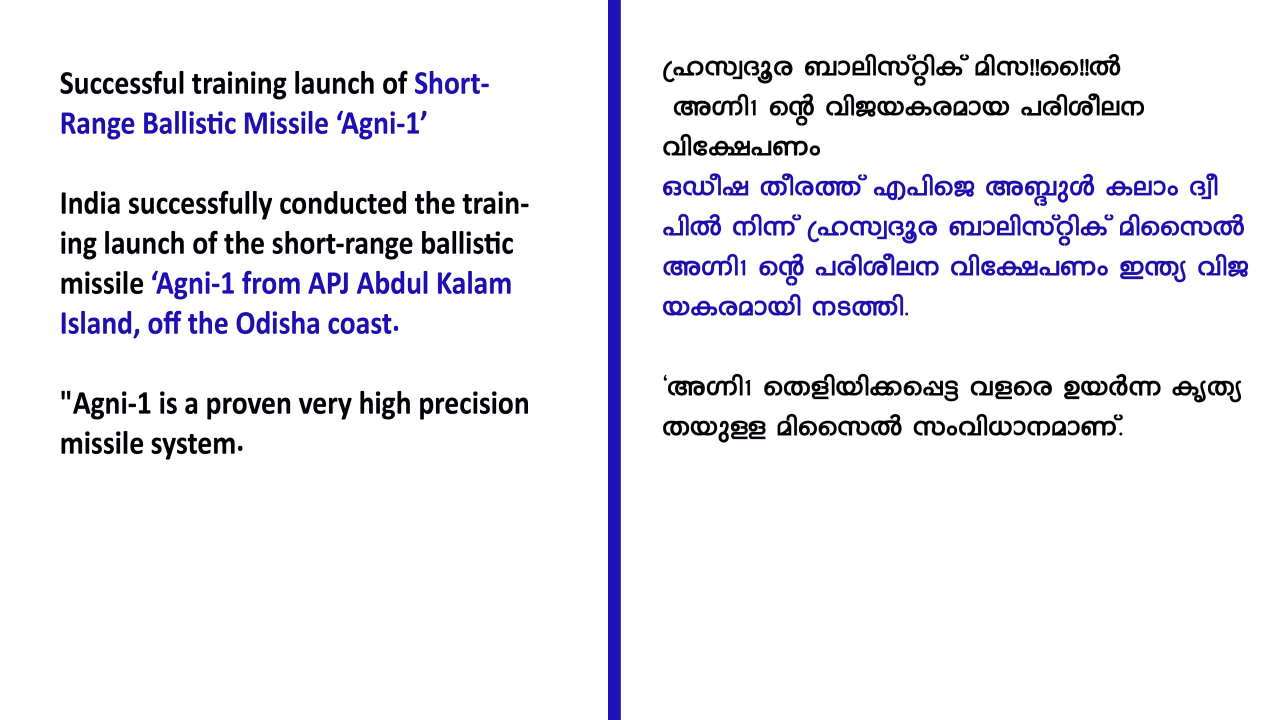 Successful training launch of Short-
Range Ballistic Missile ‘Agni-1’
India successfully conducted the train-
ing launch of the short-range ballistic
missile ‘Agni-1 from APJ Abdul Kalam
Island, off the Odisha coast.
"Agni-1 is a proven very high precision
missile system.
ഹ്രസ്വദൂര ബാലിസ്റ്റിക് മിസ!!ൈ!!ൽ
അഗ്നി1 ന്റെ വിജയകരമായ പരിശീലന
വിക്ഷേപണം
ഒഡീഷ തീരത്ത് എപിജെ അബ്ദുൾ കലാം ദ്വീ
പിൽ നിന്ന് ഹ്രസ്വദൂര ബാലിസ്റ്റിക് മിസൈൽ
അഗ്നി1 ന്റെ പരിശീലന വിക്ഷേപണം ഇന്ത്യ വിജ
യകരമായി നടത്തി.
‘അഗ്നി1 തെളിയിക്കപ്പെട്ട വളരെ ഉയർന്ന കൃത്യ
തയുളള മിസൈൽ സംവിധാനമാണ്.